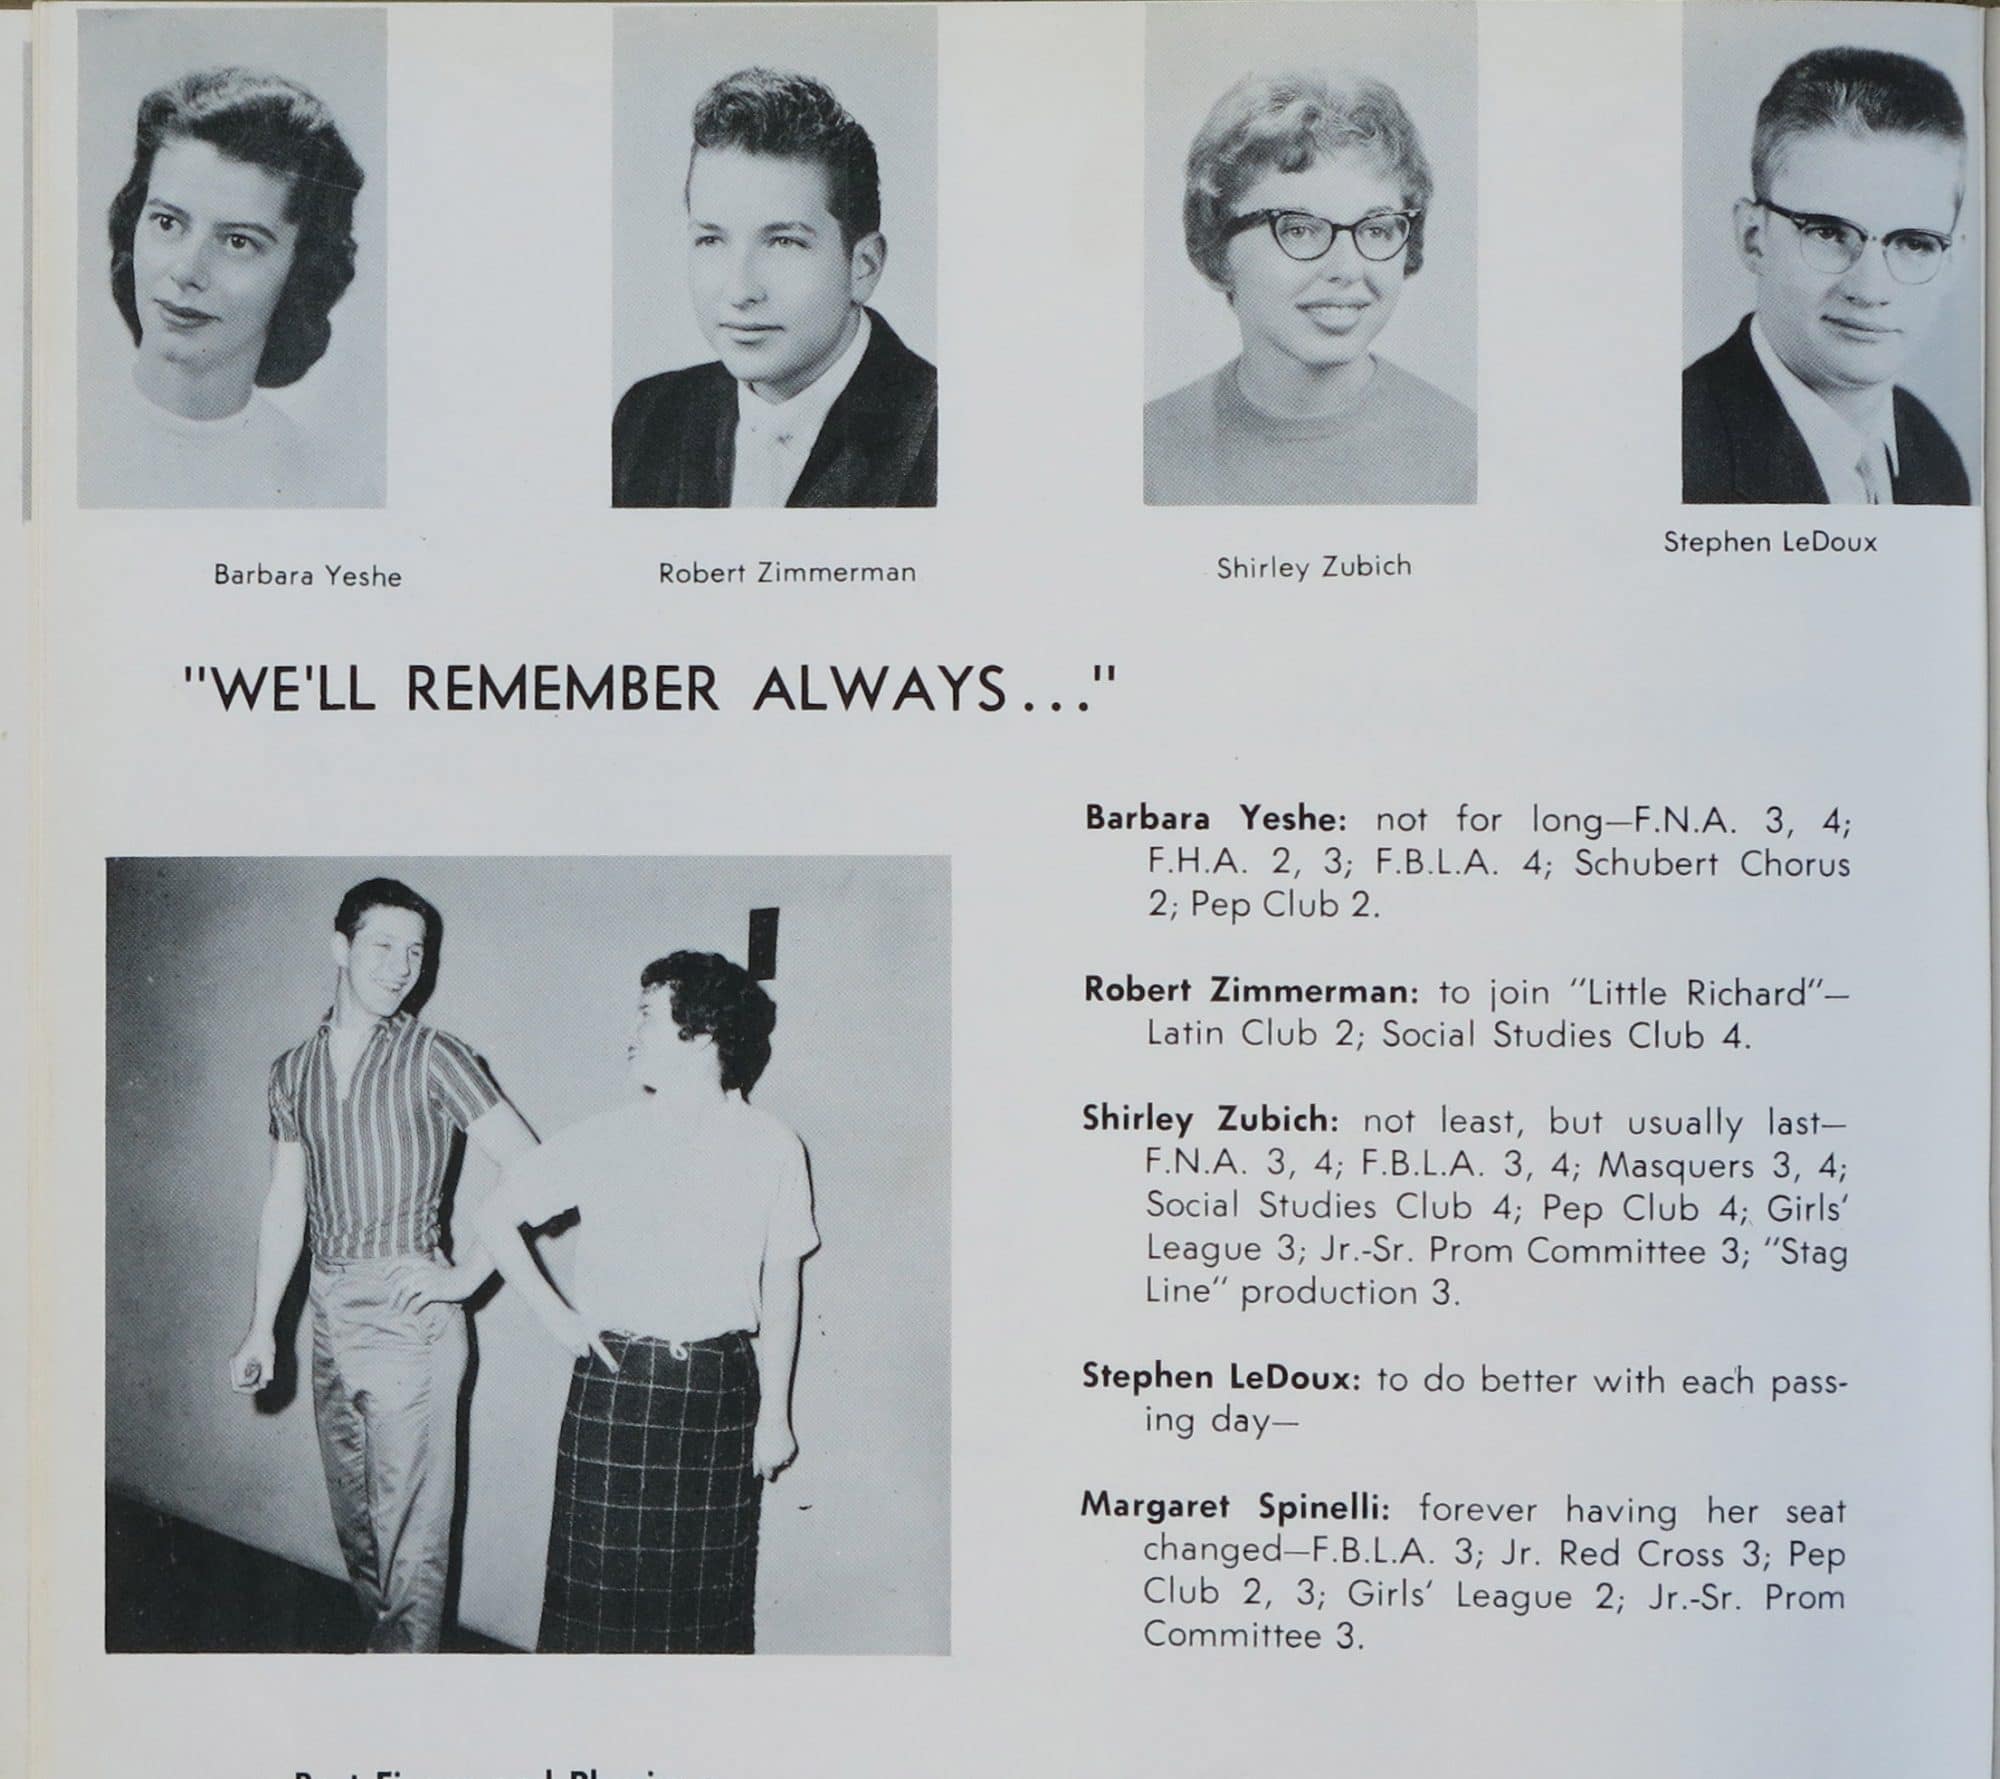 Barbara Yeshe
Robert Zimmerman
Shirley Zubich
Stephen LeDoux
"WE'LL REMEMBER ALWAYS..."
Barbara Yeshe: not for long—F.N.A. 3, 4;
F.H.A. 2, 3; F.B.L.A. 4; Schubert Chorus
2; Pep Club 2.
Robert Zimmerman: to join "Little Richard"—
Latin Club 2; Social Studies Club 4.
Shirley Zubich: not least, but usually last—
F.N.A. 3, 4; F.B.L.A. 3, 4; Masquers 3, 4;
Social Studies Club 4; Pep Club 4; Girls'
League 3; Jr.-Sr. Prom Committee 3; "Stag
Line" production 3.
Stephen LeDoux: to do better with each pass-
ing day—
Margaret Spinelli: forever having her seat
changed—F.B.L.A. 3; Jr. Red Cross 3; Pep
Club 2, 3; Girls' League 2; Jr.-Sr. Prom
Committee 3.